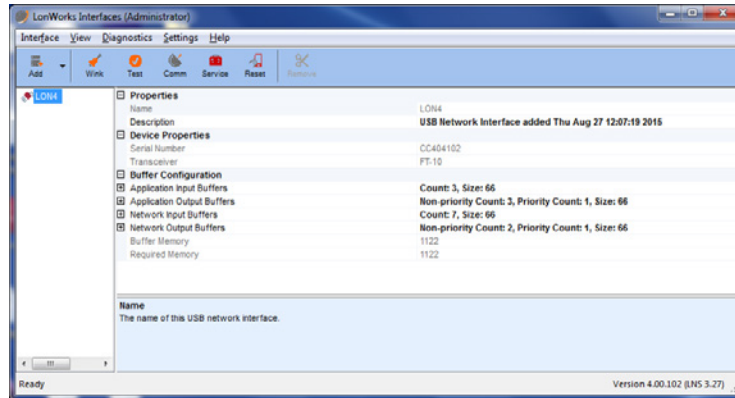 LonWorks Interfaces (Administrator)
Interface View Diagnostics Settings Help
Add Wink Test Comm Service Reset Remove
LON4
Properties
Name LON4
Description USB Network Interface added Thu Aug 27 12:07:19 2015
Device Properties
Serial Number CC404102
Transceiver FT-10
Buffer Configuration
Application Input Buffers Count: 3, Size: 66
Application Output Buffers Non-priority Count: 3, Priority Count: 1, Size: 66
Network Input Buffers Count: 7, Size: 66
Network Output Buffers Non-priority Count: 2, Priority Count: 1, Size: 66
Buffer Memory 1122
Required Memory 1122
Name
The name of this USB network interface.
Ready Version 4.00.102 (LNS 3.27)